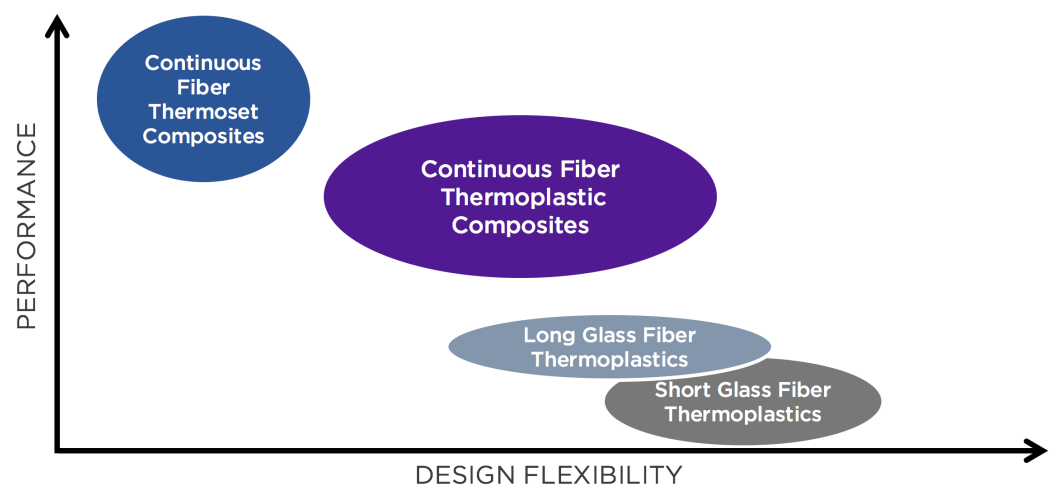 PERFORMANCE
Continuous
Fiber
Thermoset
Composites
Continuous Fiber
Thermoplastic
Composites
Long Glass Fiber
Thermoplastics
Short Glass Fiber
Thermoplastics
DESIGN FLEXIBILITY